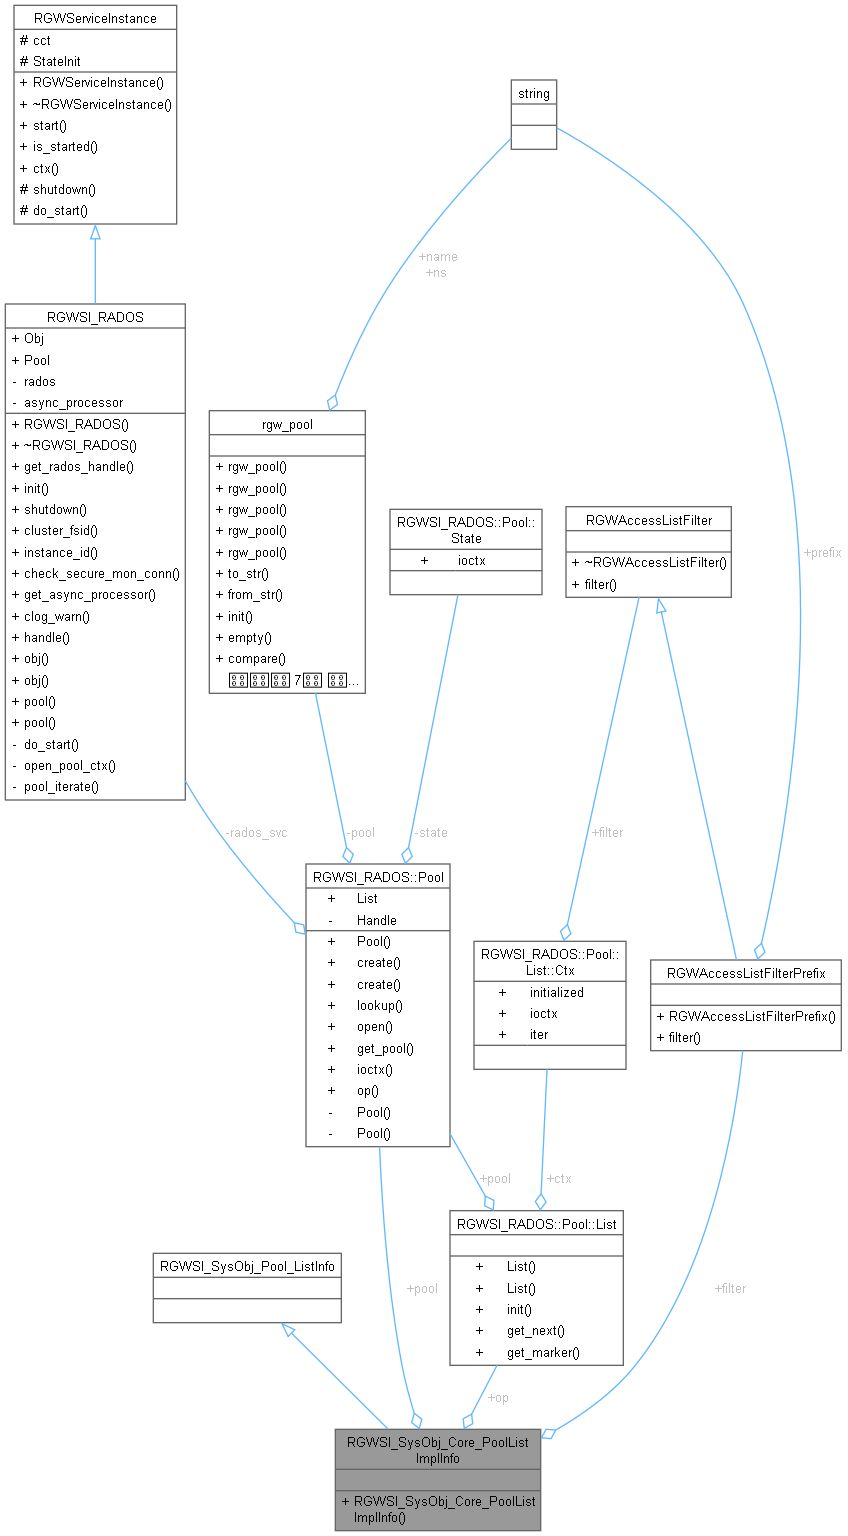 RGWServiceInstance
# cct
# StateInit
+ RGWServiceInstance()
+ ~RGWServiceInstance()
+ start()
+ is_started()
+ ctx()
# shutdown()
# do_start()
string
+name
+ns
+prefix
RGWSI_RADOS
+ Obj
+ Pool
- rados
- async_processor
+ RGWSI_RADOS()
+ ~RGWSI_RADOS()
+ get_rados_handle()
+ init()
+ shutdown()
+ cluster_fsid()
+ instance_id()
+ check_secure_mon_conn()
+ get_async_processor()
+ clog_warn()
+ handle()
+ obj()
+ obj()
+ pool()
+ pool()
- do_start()
- open_pool_ctx()
- pool_iterate()
rgw_pool
+ rgw_pool()
+ rgw_pool()
+ rgw_pool()
+ rgw_pool()
+ rgw_pool()
+ to_str()
+ from_str()
+ init()
+ empty()
+ compare()
7 ...
RGWSI_RADOS::Pool::
State
+ ioctx
RGWAccessListFilter
+ ~RGWAccessListFilter()
+ filter()
-rados_svc
-pool
-state
+filter
RGWSI_RADOS::Pool
+ List
- Handle
+ Pool()
+ create()
+ create()
+ lookup()
+ open()
+ get_pool()
+ ioctx()
+ op()
- Pool()
- Pool()
RGWSI_RADOS::Pool::
List::Ctx
+ initialized
+ ioctx
+ iter
RGWAccessListFilterPrefix
+ RGWAccessListFilterPrefix()
+ filter()
+pool
+ctx
RGWSI_RADOS::Pool::List
+ List()
+ List()
+ init()
+ get_next()
+ get_marker()
RGWSI_SysObj_Pool_ListInfo
+pool
+filter
+op
RGWSI_SysObj_Core_PoolList
ImplInfo
+ RGWSI_SysObj_Core_PoolList
ImplInfo()